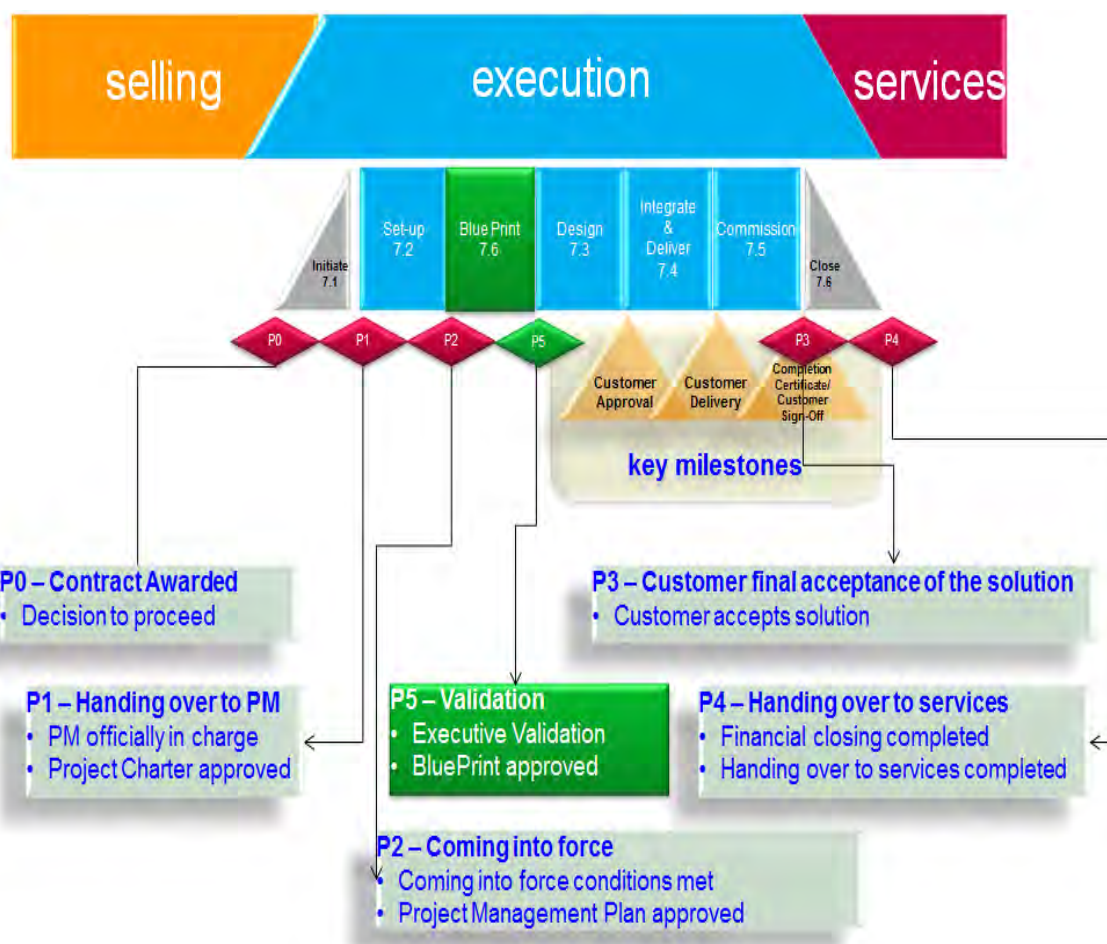 selling
execution
services
Initiate
7.1
Set-up
7.2
Blue Print
7.6
Design
7.3
Integrate
&
Deliver
7.4
Commission
7.5
Close
7.6
P0
P1
P2
P5
P3
P4
Customer
Approval
Customer
Delivery
Completion
Certificate/
Customer
Sign-Off
key milestones
P0 – Contract Awarded
• Decision to proceed
P3 – Customer final acceptance of the solution
• Customer accepts solution
P1 – Handing over to PM
• PM officially in charge
• Project Charter approved
P5 – Validation
• Executive Validation
• BluePrint approved
P4 – Handing over to services
• Financial closing completed
• Handing over to services completed
P2 – Coming into force
• Coming into force conditions met
• Project Management Plan approved